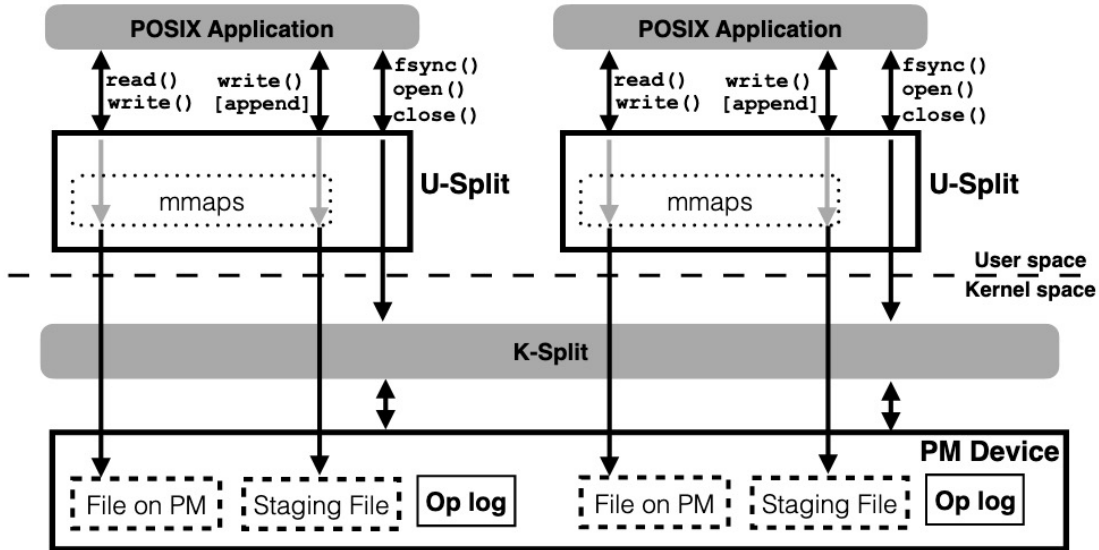 POSIX Application
POSIX Application
read()
write()
write()
[append]
fsync()
open()
close()
read()
write()
write()
[append]
fsync()
open()
close()
mmaps
U-Split
mmaps
U-Split
User space
Kernel space
K-Split
PM Device
File on PM
Staging File
Op log
File on PM
Staging File
Op log